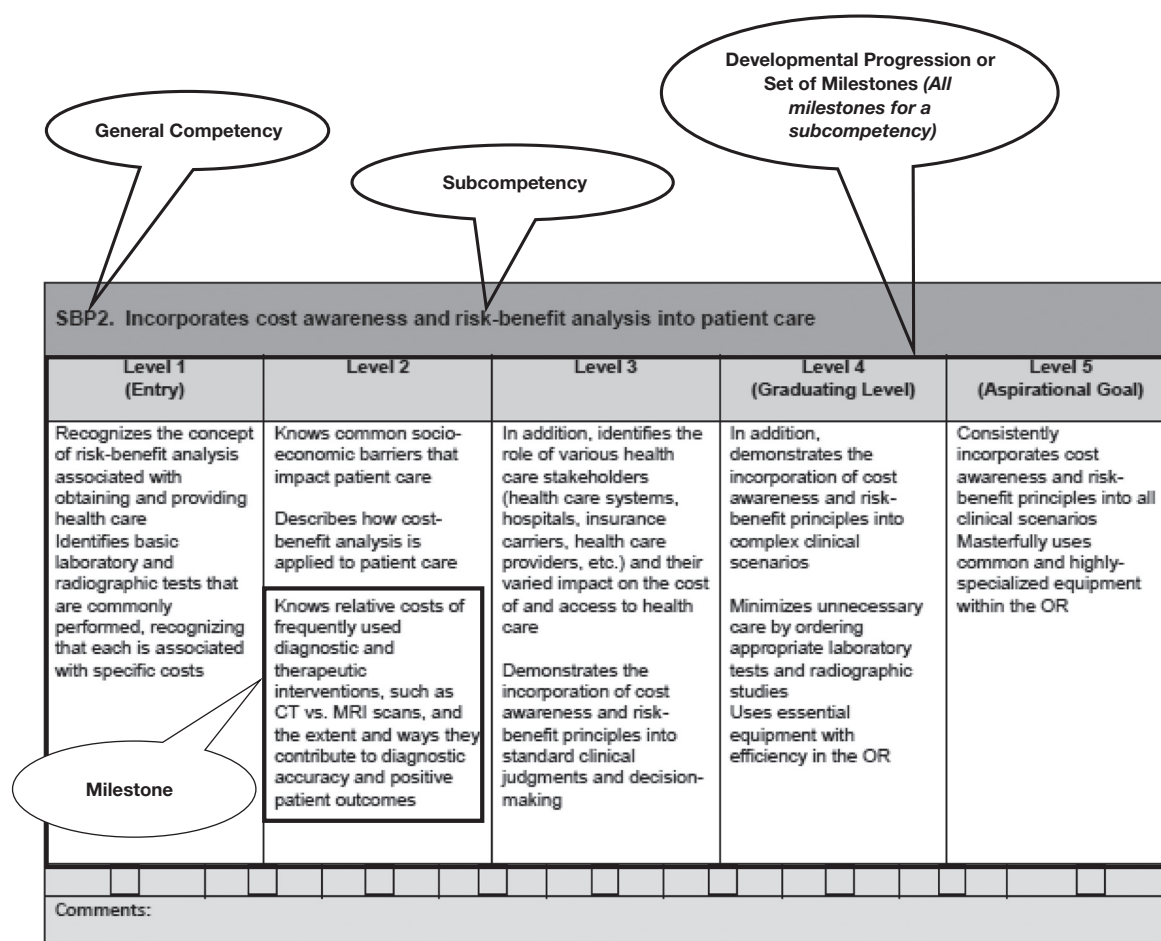 Developmental Progression or
Set of Milestones (All
milestones for a
subcompetency)
General Competency
Subcompetency
SBP2. Incorporates cost awareness and risk-benefit analysis into patient care
Level 1
(Entry)
Recognizes the concept
of risk-benefit analysis
associated with
obtaining and providing
health care
Identifies basic
laboratory and
radiographic tests that
are commonly
performed, recognizing
that each is associated
with specific costs
Level 2
Knows common socio-
economic barriers that
impact patient care
Describes how cost-
benefit analysis is
applied to patient care
Knows relative costs of
frequently used
diagnostic and
therapeutic
interventions, such as
CT vs. MRI scans, and
the extent and ways they
contribute to diagnostic
accuracy and positive
patient outcomes
Level 3
In addition, identifies the
role of various health
care stakeholders
(health care systems,
hospitals, insurance
carriers, health care
providers, etc.) and their
varied impact on the cost
of and access to health
care
Demonstrates the
incorporation of cost
awareness and risk-
benefit principles into
standard clinical
judgments and decision-
making
Level 4
(Graduating Level)
In addition,
demonstrates the
incorporation of cost
awareness and risk-
benefit principles into
complex clinical
scenarios
Minimizes unnecessary
care by ordering
appropriate laboratory
tests and radiographic
studies
Uses essential
equipment with
efficiency in the OR
Level 5
(Aspirational Goal)
Consistently
incorporates cost
awareness and risk-
benefit principles into all
clinical scenarios
Masterfully uses
common and highly-
specialized equipment
within the OR
Milestone
Comments: